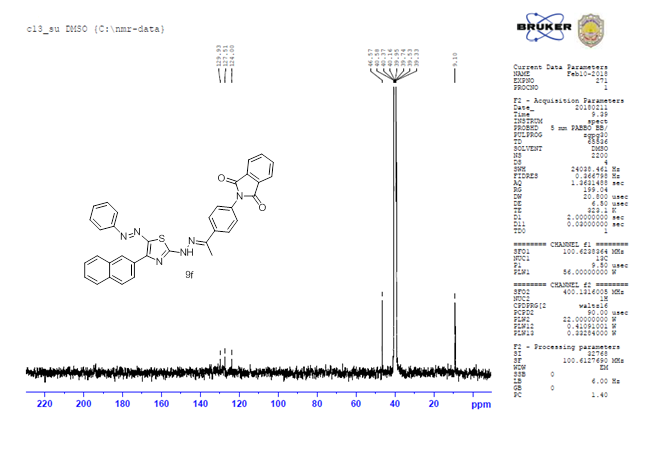 c13_su DMSO {C:\nmr-data}
BRUKER
129.93
127.51
124.00
46.57
40.58
40.37
40.16
39.95
39.74
39.53
39.33
9.10
O
N
O
N=N
S
N
N
NH
9f
220 200 180 160 140 120 100 80 60 40 20 ppm
Current Data Parameters
NAME Feb10-2018
EXPNO 271
PROCNO 1
F2 - Acquisition Parameters
Date_ 20180211
Time 9.39
INSTRUM spect
PROBHD 5 mm PABBO BB/
PULPROG zgpg30
TD 65536
SOLVENT DMSO
NS 2200
DS 4
SWH 24038.461 Hz
FIDRES 0.366798 Hz
AQ 1.3631488 sec
RG 199.04
DW 20.800 usec
DE 6.50 usec
TE 323.1 K
D1 2.00000000 sec
D11 0.03000000 sec
TD0 1
======== CHANNEL f1 ========
SFO1 100.6238364 MHz
NUC1 13C
P1 9.50 usec
PLW1 56.00000000 W
======== CHANNEL f2 ========
SFO2 400.1316005 MHz
NUC2 1H
CPDPRG[2 waltz16
PCPD2 90.00 usec
PLW2 22.00000000 W
PLW12 0.41091001 W
PLW13 0.33284000 W
F2 - Processing parameters
SI 32768
SF 100.6127690 MHz
WDW EM
SSB 0
LB 6.00 Hz
GB 0
PC 1.40